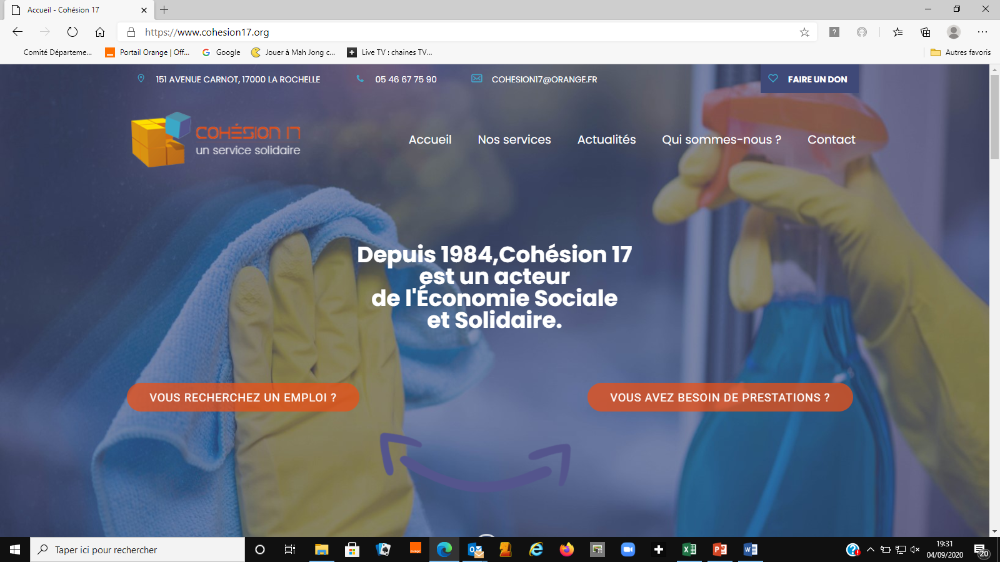 Accueil - Cohésion 17
https://www.cohesion17.org
Comité Départeme...
Portail Orange | Off...
Google
Jouer à Mah Jong c...
Live TV : chaines TV...
Autres favoris
151 AVENUE CARNOT, 17000 LA ROCHELLE
05 46 67 75 90
COHESION17@ORANGE.FR
FAIRE UN DON
COHÉSION 17
un service solidaire
Accueil
Nos services
Actualités
Qui sommes-nous ?
Contact
Depuis 1984,Cohésion 17
est un acteur
de l'Économie Sociale
et Solidaire.
VOUS RECHERCHEZ UN EMPLOI ?
VOUS AVEZ BESOIN DE PRESTATIONS ?
Taper ici pour rechercher
19:31
04/09/2020
20